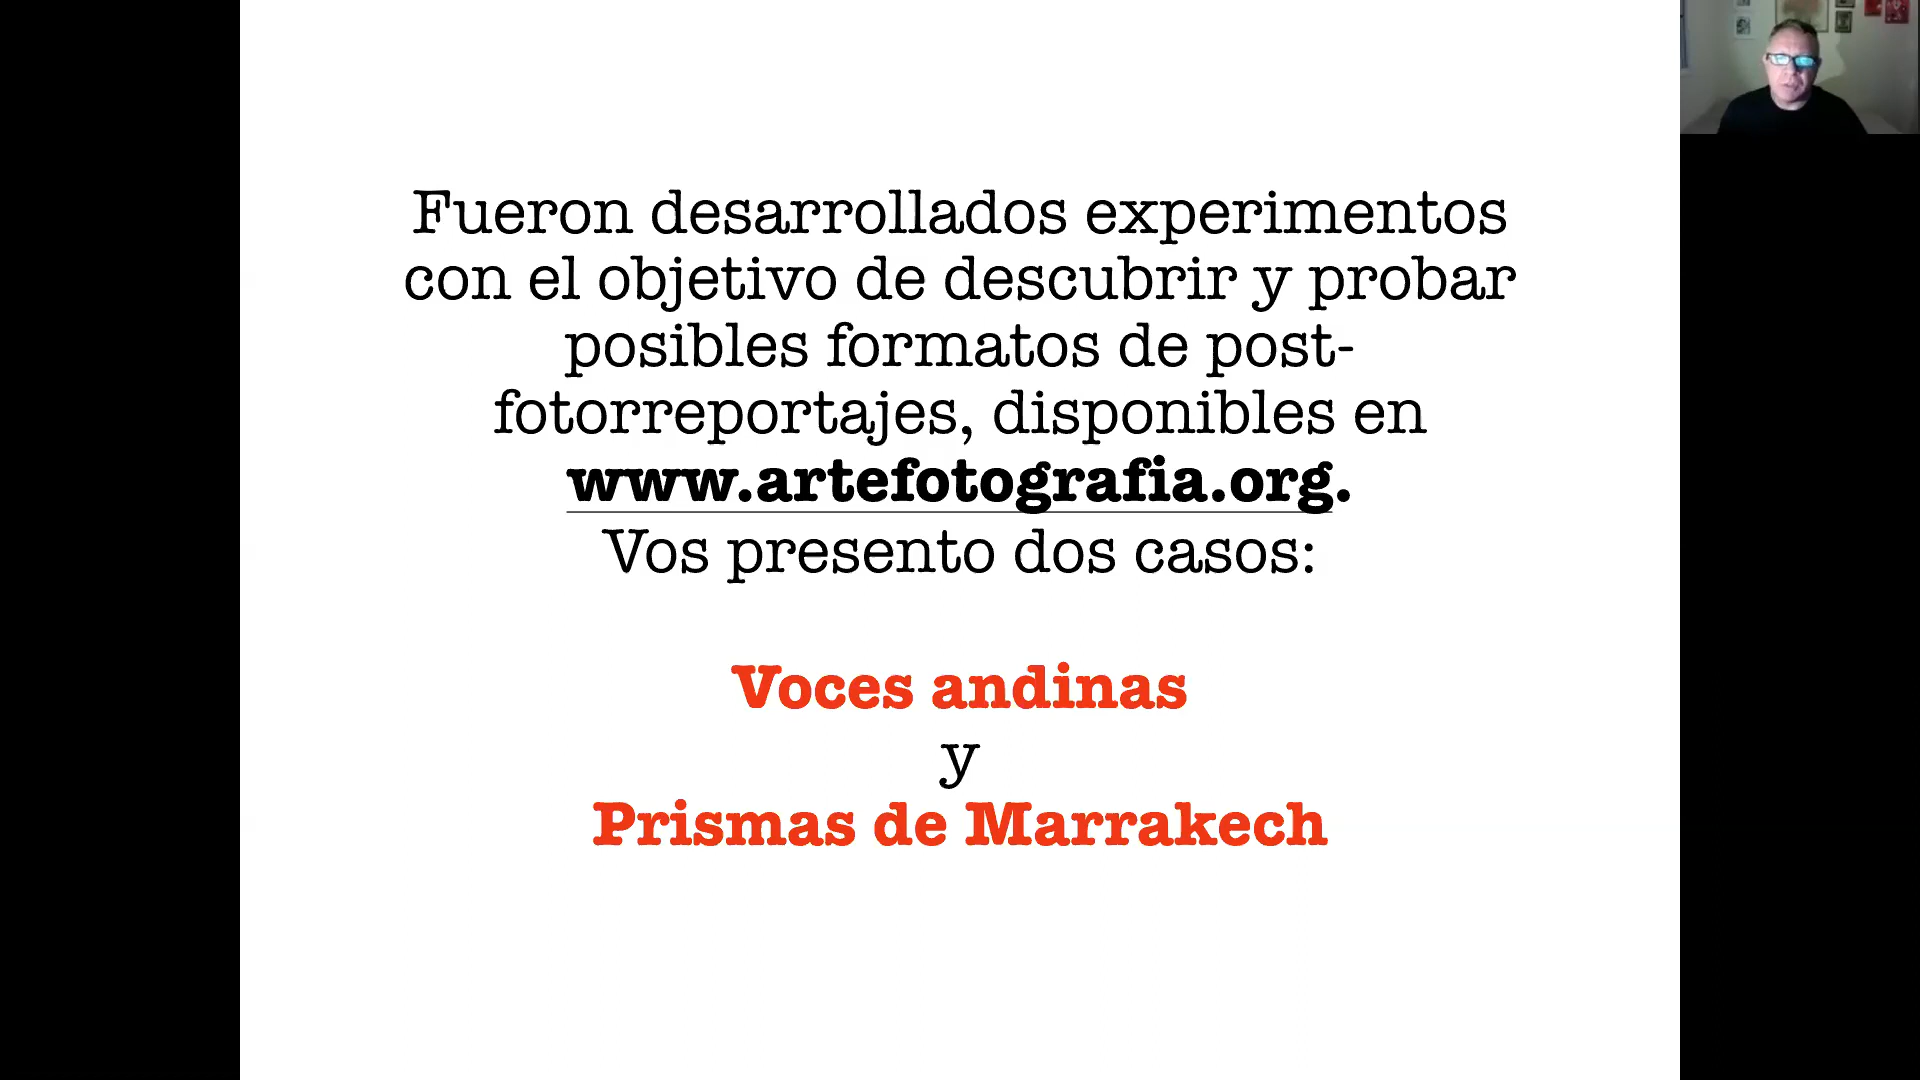 Fueron desarrollados experimentos
con el objetivo de descubrir y probar
posibles formatos de post-
fotorreportajes, disponibles en
www.artefotografia.org.
Vos presento dos casos:
Voces andinas
y
Prismas de Marrakech